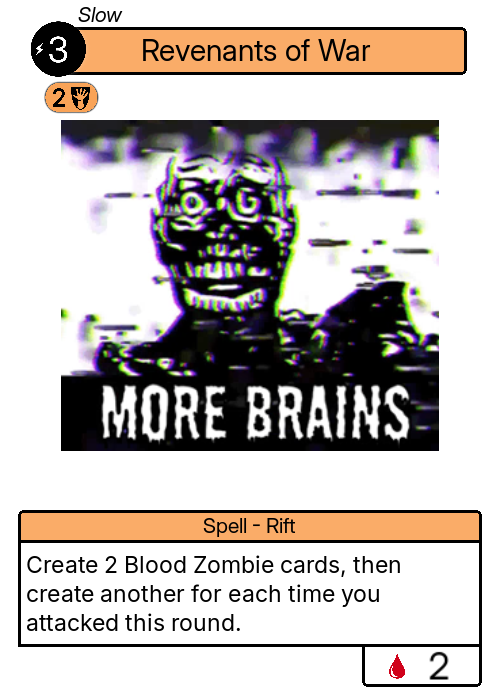 Slow
3
Revenants of War
2
MORE BRAINS
Spell - Rift
Create 2 Blood Zombie cards, then
create another for each time you
attacked this round.
2